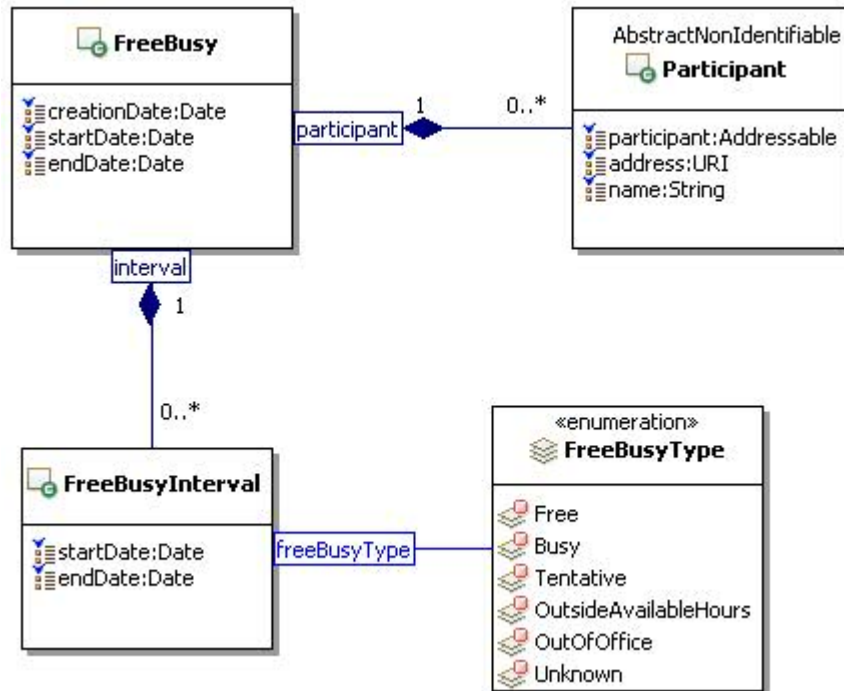 FreeBusy
creationDate:Date
startDate:Date
endDate:Date
participant
1
0..*
AbstractNonIdentifiable
Participant
participant:Addressable
address:URI
name:String
interval
1
0..*
FreeBusyInterval
startDate:Date
endDate:Date
freeBusyType
«enumeration»
FreeBusyType
Free
Busy
Tentative
OutsideAvailableHours
OutOfOffice
Unknown